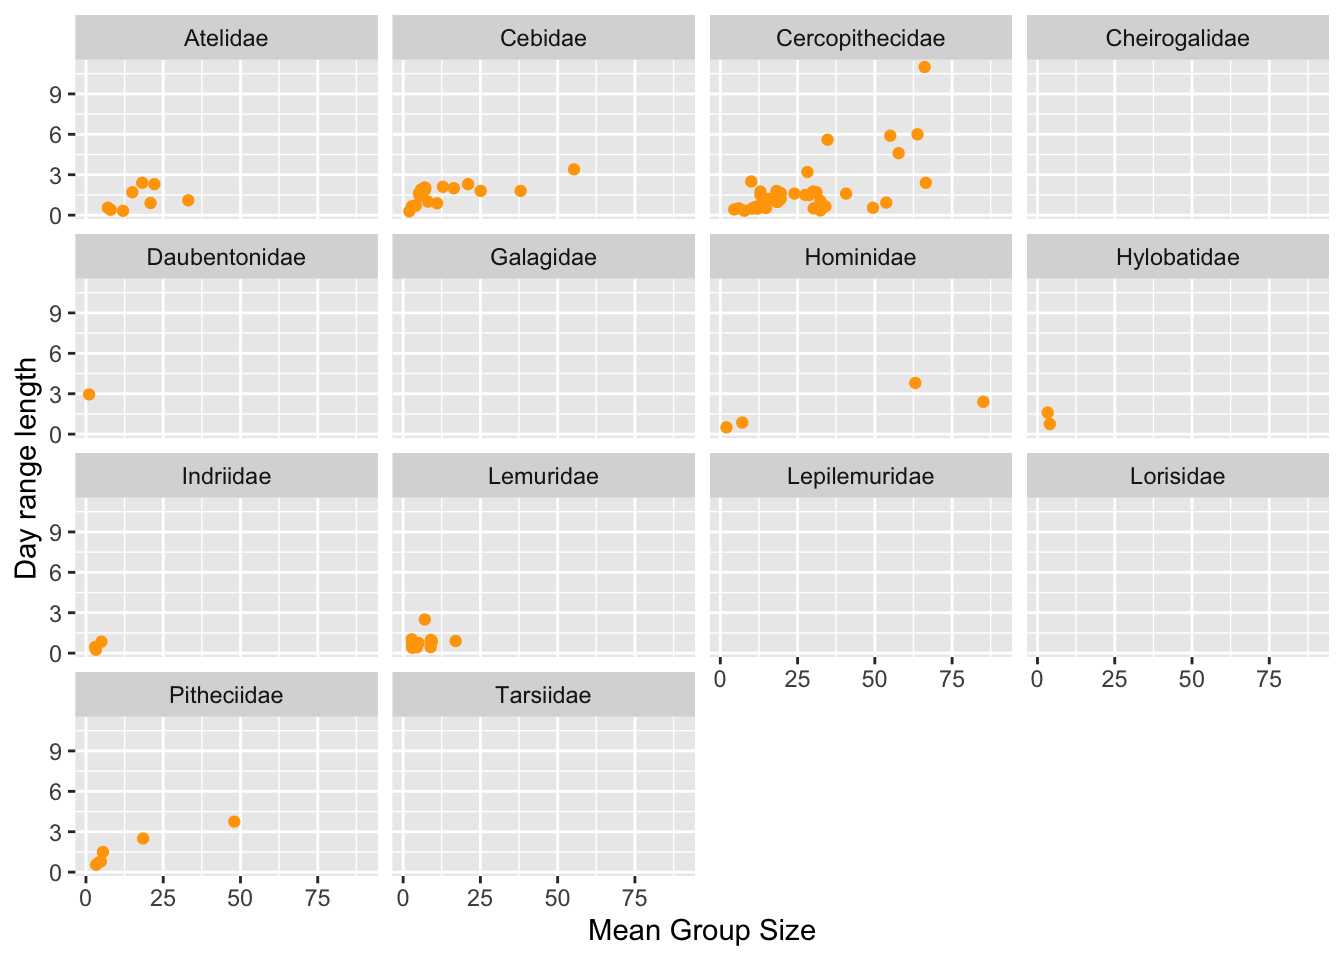 Atelidae Cebidae Cercopithecidae Cheirogalidae
9
6
3
0
Daubentonidae Galagidae Hominidae Hylobatidae
9
6
3
0
Indriidae Lemuridae Lepilemuridae Lorisidae
9
6
3
0
0 25 50 75 0 25 50 75
Pitheciidae Tarsiidae
9
6
3
0
0 25 50 75 0 25 50 75
Mean Group Size
Day range length